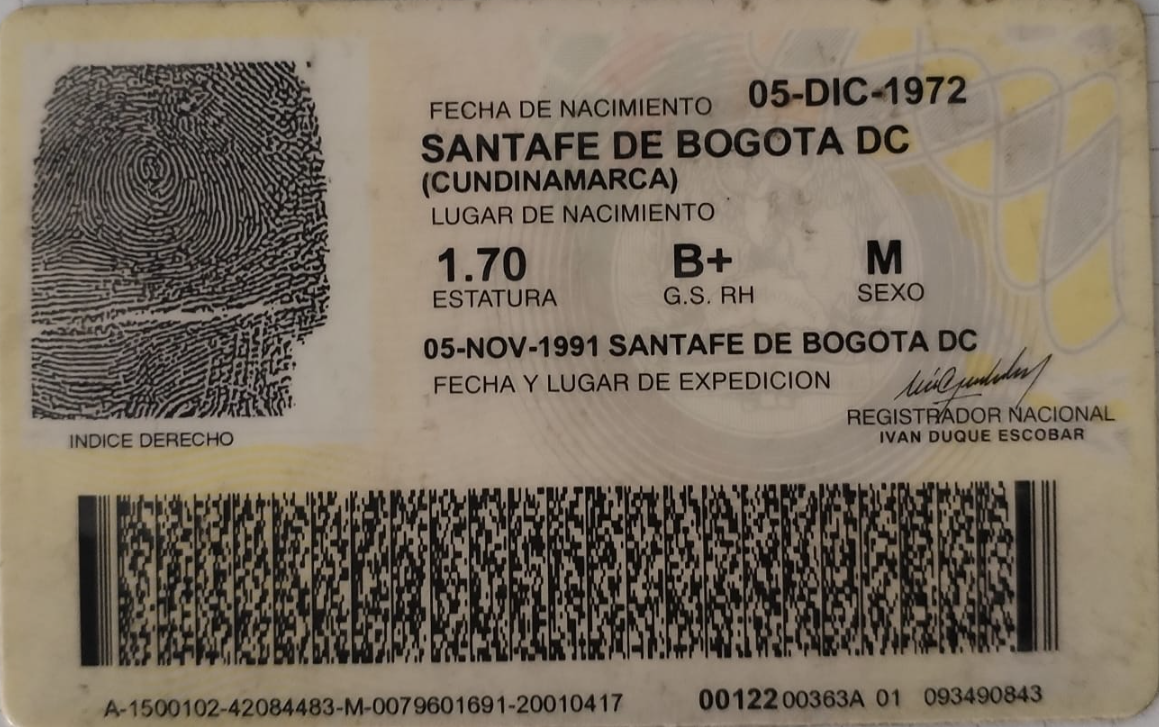 05-DIC-1972
FECHA DE NACIMIENTO
SANTAFE DE BOGOTA DC
(CUNDINAMARCA)
LUGAR DE NACIMIENTO
1.70 B+ M
ESTATURA G.S. RH SEXO
05-NOV-1991 SANTAFE DE BOGOTA DC
FECHA Y LUGAR DE EXPEDICION
REGISTRADOR NACIONAL
IVAN DUQUE ESCOBAR
INDICE DERECHO
A-1500102-42084483-M-0079601691-20010417 00122 00363A 01 093490843